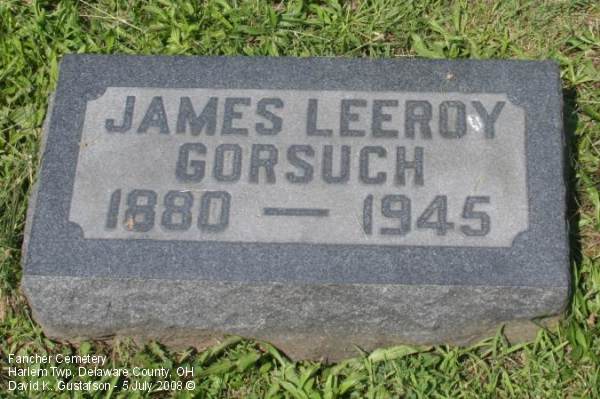 JAMES LEEROY
GORSUCH
1880 — 1945
Fancher Cemetery
Harlem Twp, Delaware County, OH
David K. Gustafson - 5 July 2008 ©